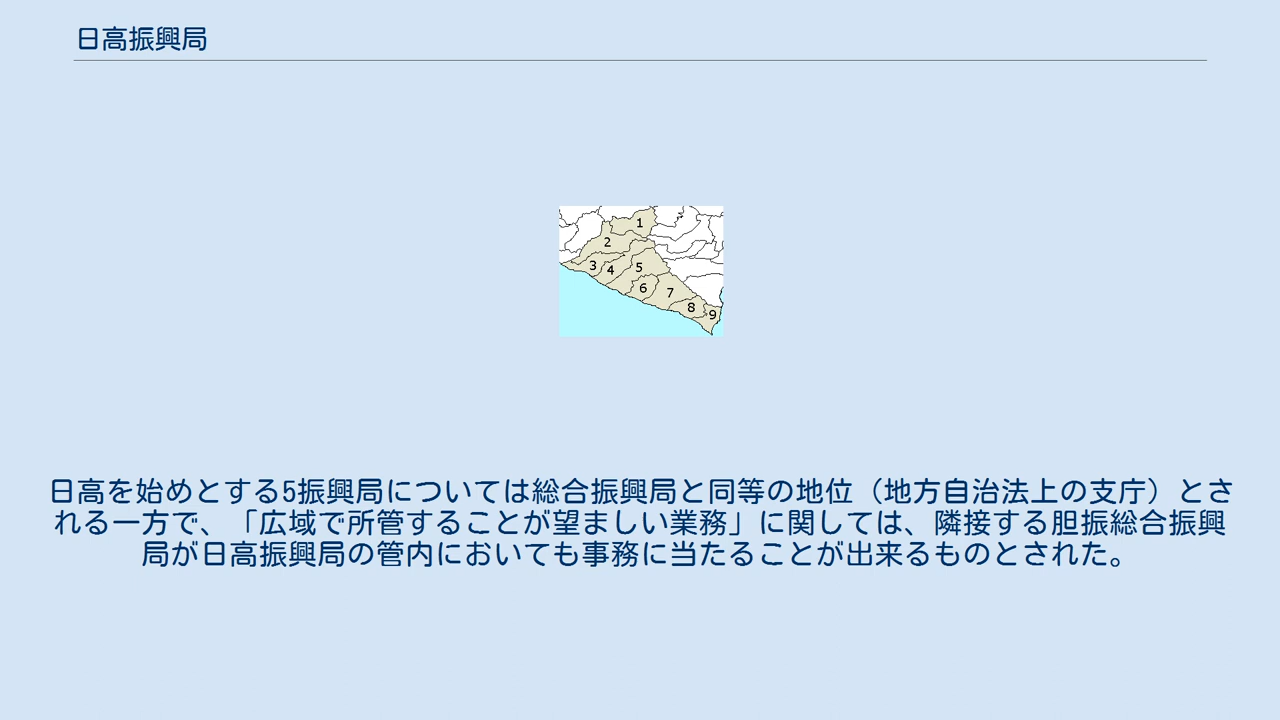 日高振興局
1
2
3 4 5
6 7
8 9
日高を始めとする5振興局については総合振興局と同等の地位（地方自治法上の支庁）とさ
れる一方で、「広域で所管することが望ましい業務」に関しては、隣接する胆振総合振興
局が日高振興局の管内においても事務に当たることが出来るものとされた。